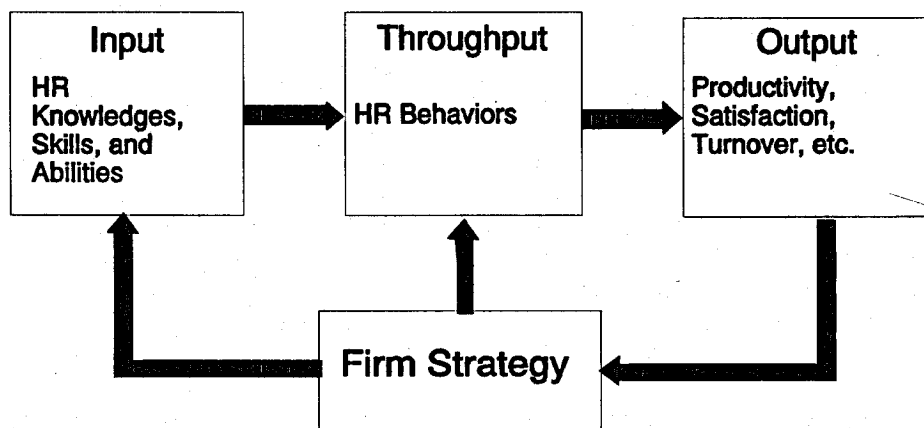 Input
HR
Knowledges,
Skills, and
Abilities
Throughput
HR Behaviors
Output
Productivity,
Satisfaction,
Turnover, etc.
Firm Strategy